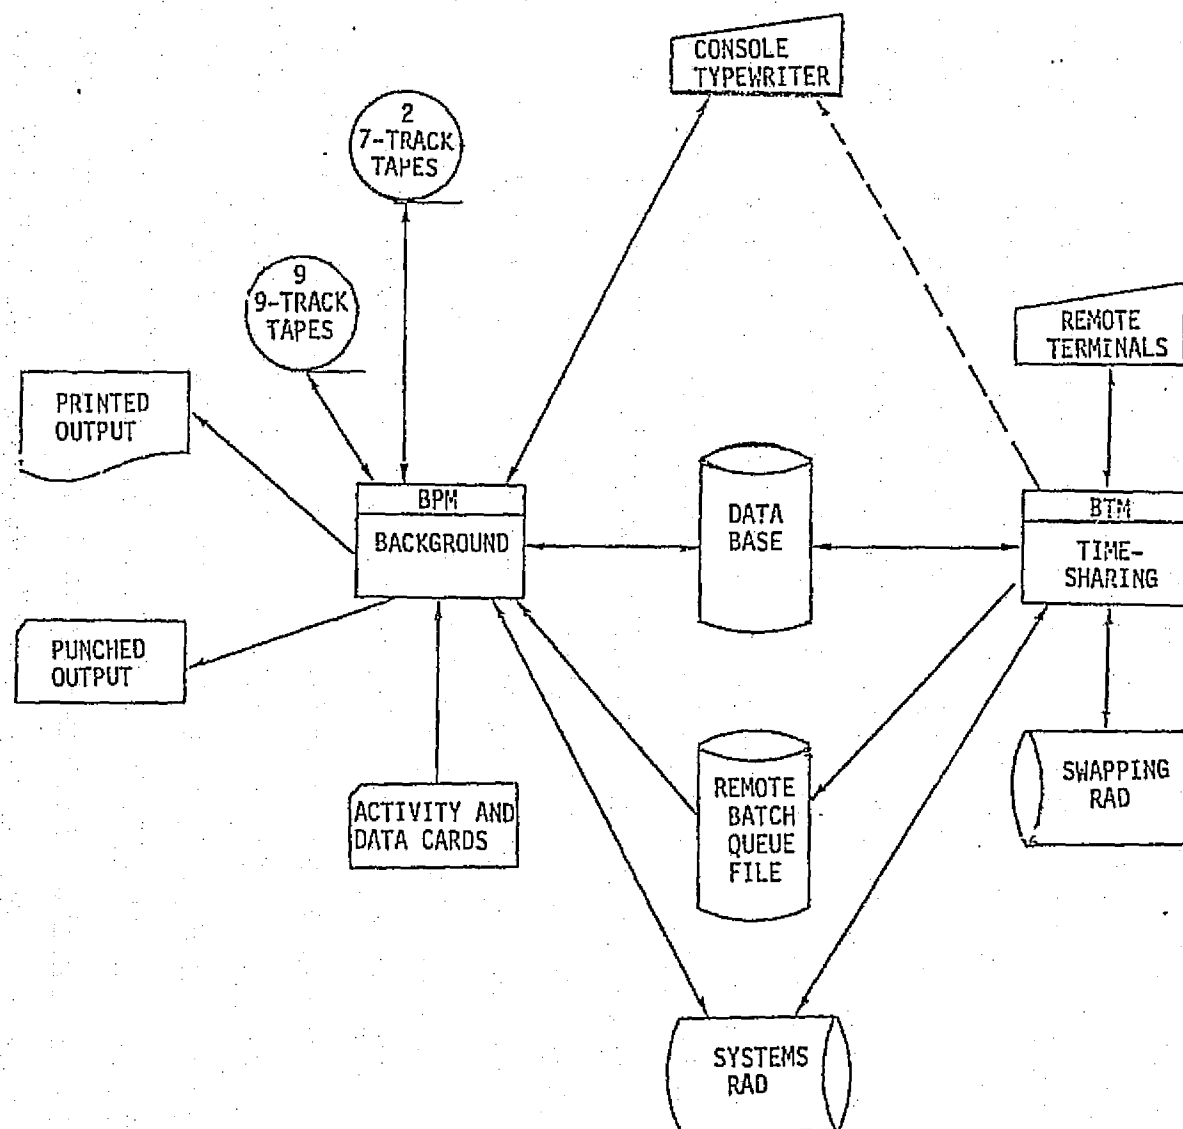 CONSOLE
TYPEWRITER
2
7-TRACK
TAPES
9
9-TRACK
TAPES
REMOTE
TERMINALS
PRINTED
OUTPUT
BPM
BACKGROUND
DATA
BASE
BTM
TIME-
SHARING
PUNCHED
OUTPUT
ACTIVITY AND
DATA CARDS
REMOTE
BATCH
QUEUE
FILE
SWAPPING
RAD
SYSTEMS
RAD